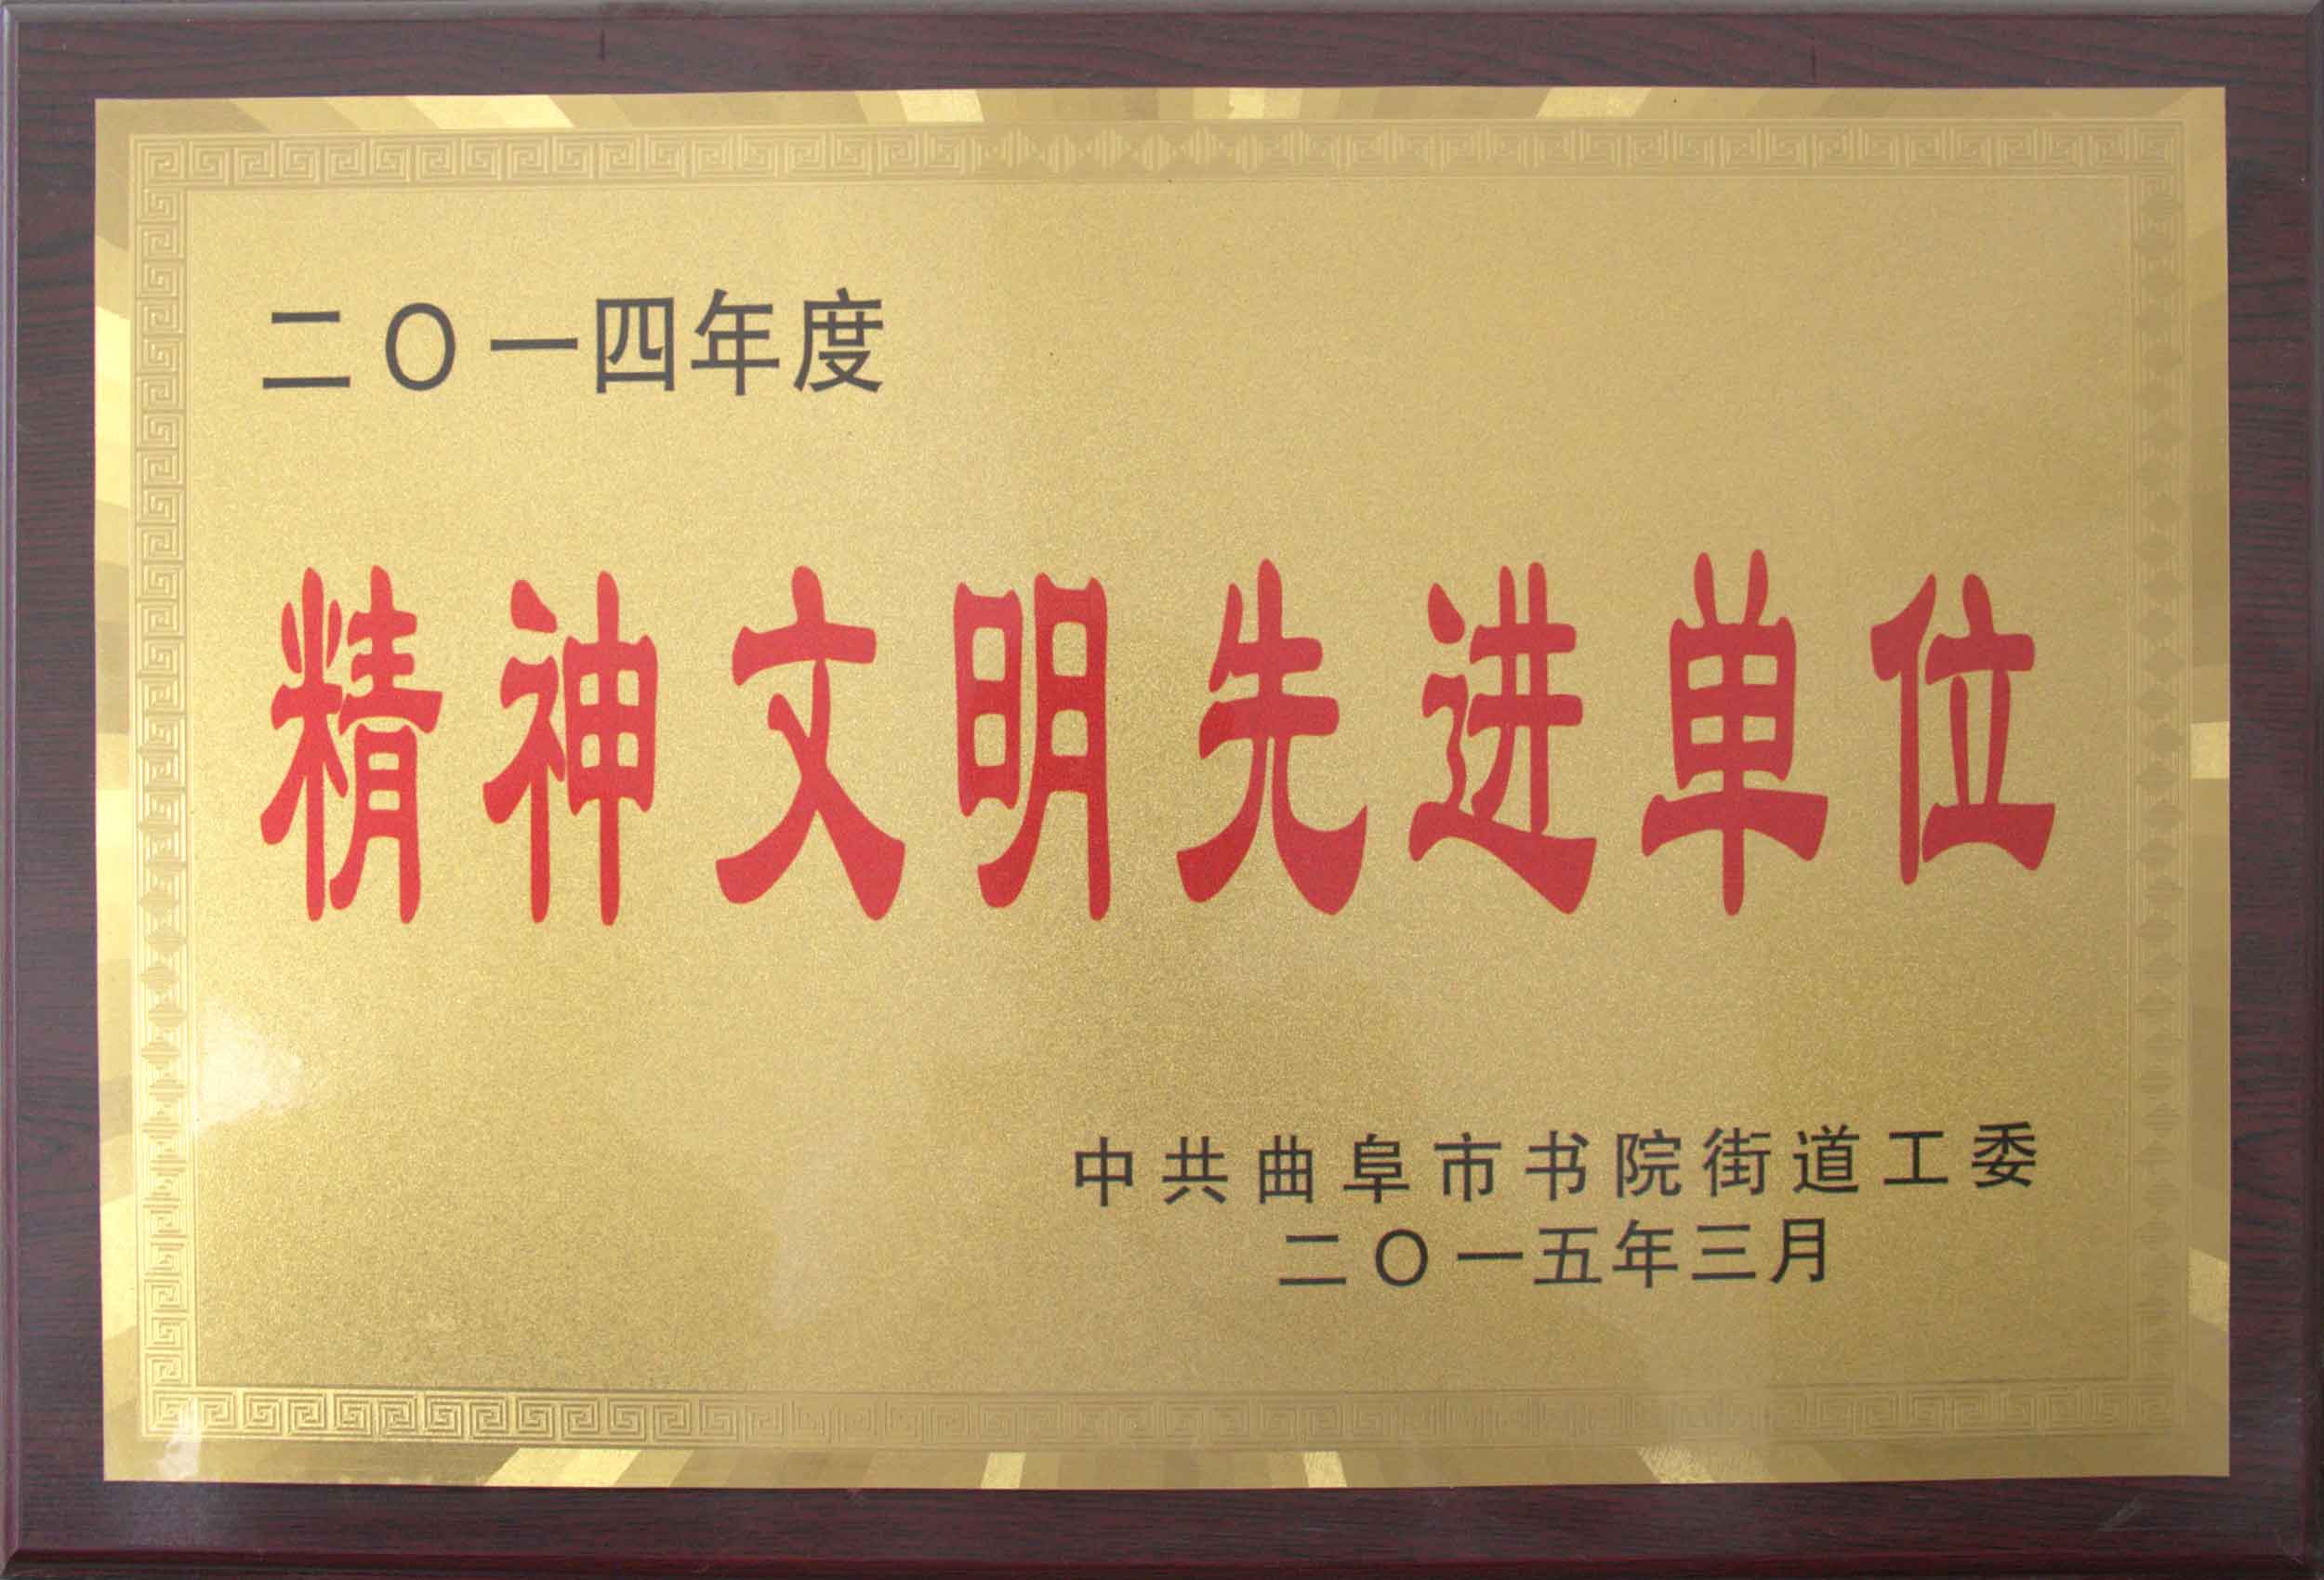 二〇一四年度
精神文明先进单位
中共曲阜市书院街道工委
二〇一五年三月